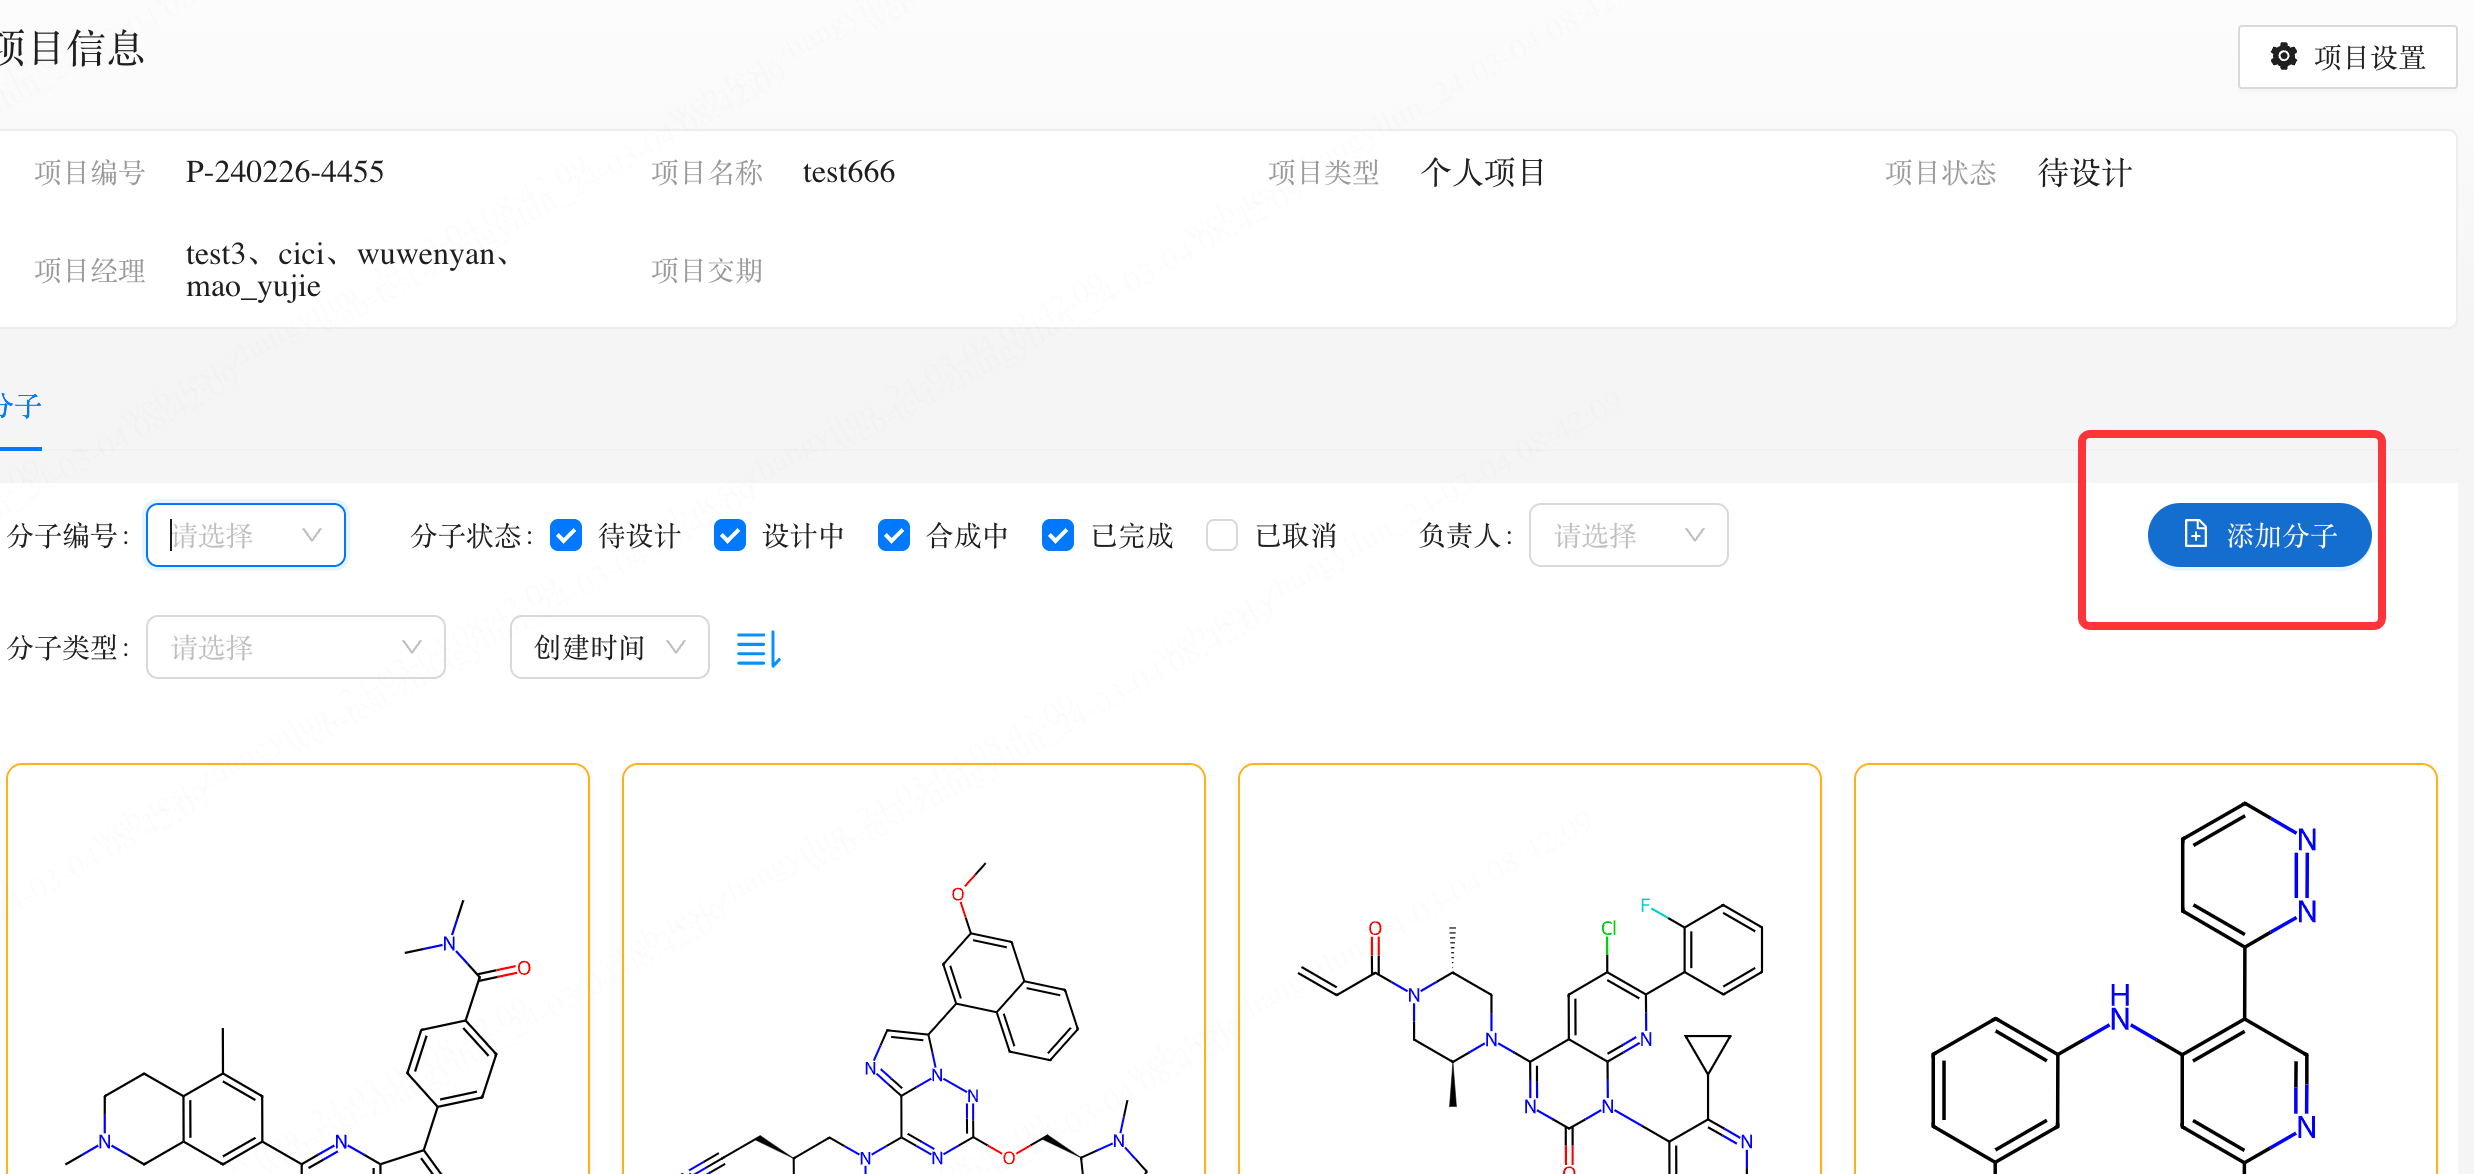 项目信息
项目设置
项目编号 P-240226-4455 项目名称 test666 项目类型 个人项目 项目状态 待设计
项目经理 test3、cici、wuwenyan、
mao_yujie
项目交期
分子
分子编号: 请选择 分子状态: 待设计 设计中 合成中 已完成 已取消 负责人: 请选择 添加分子
分子类型: 请选择 创建时间
N
O
N
N
O
N
N
N
N
O
N
N
O
N
N
Cl
F
N
N
N
O
N
N
N
H
N
N